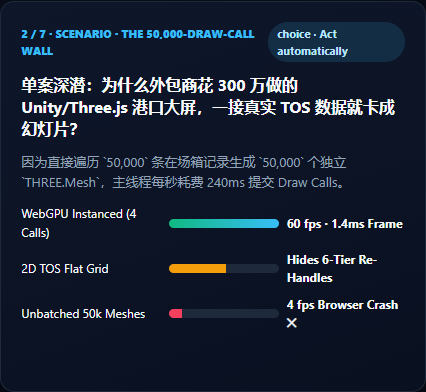 2 / 7 · SCENARIO · THE 50,000-DRAW-CALL
WALL
choice · Act
automatically
单案深潜：为什么外包商花 300 万做的
Unity/Three.js 港口大屏，一接真实 TOS 数据就卡成
幻灯片？
因为直接遍历 `50,000` 条在场箱记录生成 `50,000` 个独立
`THREE.Mesh`，主线程每秒耗费 240ms 提交 Draw Calls。
WebGPU Instanced (4
Calls)
60 fps · 1.4ms Frame
2D TOS Flat Grid
Hides 6-Tier Re-
Handles
Unbatched 50k Meshes
4 fps Browser Crash
❌